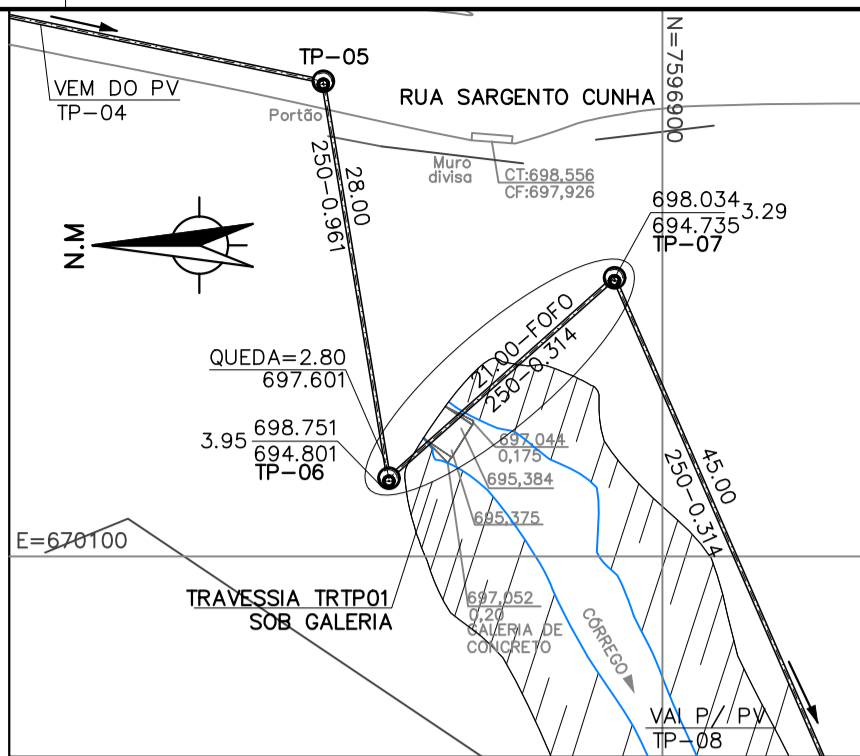 TP-05
VEM DO PV
TP-04
RUA SARGENTO CUNHA
N=7596900
Portão
Muro
divisa
CT:698,556
CF:697,926
28.00
250-0.961
N.M
698.034
3.29
694.735
TP-07
21.00-FOFO
250-0.314
QUEDA=2.80
697.601
3.95
698.751
694.801
TP-06
697,044
0,175
695,384
695,375
45.00
250-0.314
E=670100
TRAVESSIA TRTP01
SOB GALERIA
697,052
0,20
GALERIA DE
CONCRETO
CÓRREGO
VAI P/ PV
TP-08